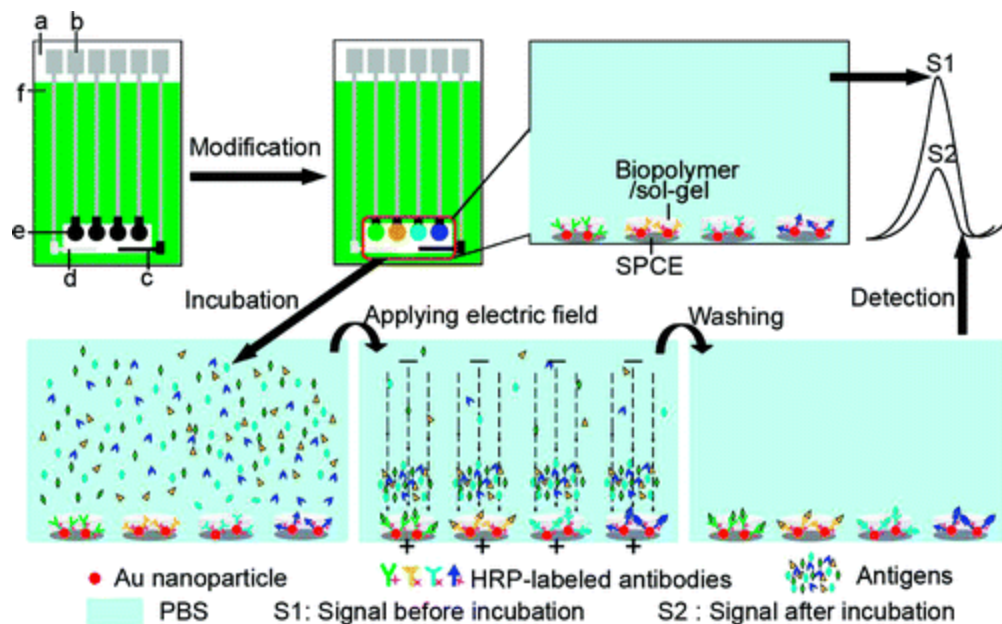 a b
f
e
d c
Modification
Biopolymer
/sol-gel
SPCE
S1
S2
Incubation
Applying electric field
Washing
Detection
− − − −
+ + + +
Au nanoparticle
HRP-labeled antibodies
Antigens
PBS
S1: Signal before incubation
S2 : Signal after incubation